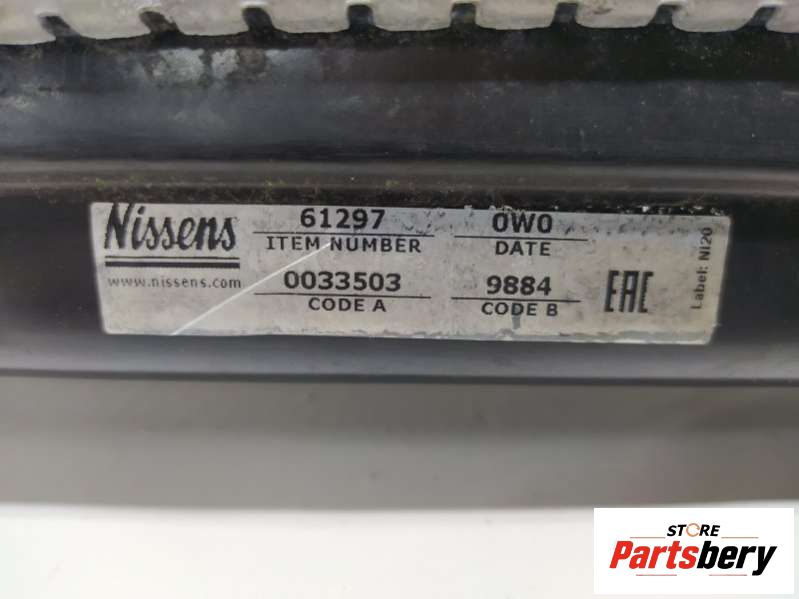 Nissens
www.nissens.com
61297
ITEM NUMBER
0W0
DATE
0033503
CODE A
9884
CODE B
EAC
Label: NI20
STORE
Partsbery